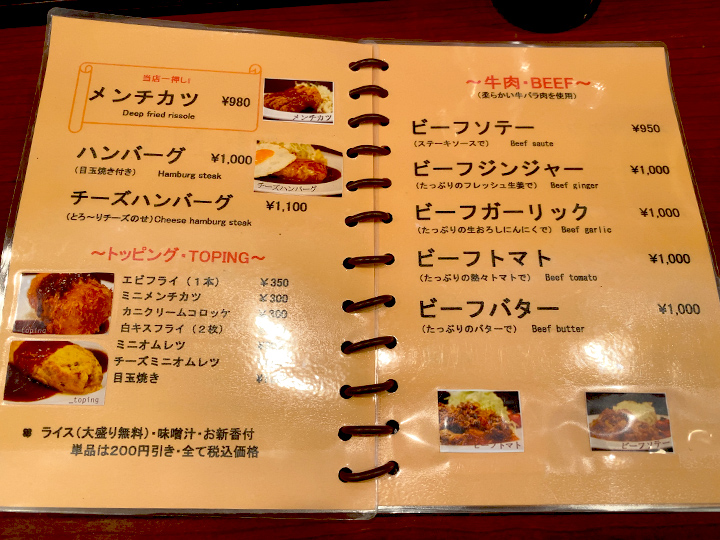 当店一押し!
メンチカツ ¥980
Deep fried rissole
メンチカツ
ハンバーグ ¥1,000
(目玉焼き付き) Hamburg steak
チーズハンバーグ
チーズハンバーグ ¥1,100
(とろ～りチーズのせ)Cheese hamburg steak
～トッピング・TOPING～
エビフライ(1本) ¥350
ミニメンチカツ ¥300
カニクリームコロッケ
白キスフライ(2枚)
ミニオムレツ
チーズミニオムレツ
目玉焼き
_toping
_toping
ライス(大盛り無料)・味噌汁・お新香付
単品は200円引き・全て税込価格
～牛肉・BEEF～
(柔らかい牛バラ肉を使用)
ビーフソテー ¥950
(ステーキソースで) Beef saute
ビーフジンジャー ¥1,000
(たっぷりのフレッシュ生姜で) Beef ginger
ビーフガーリック ¥1,000
(たっぷりの生おろしにんにくで) Beef garlic
ビーフトマト ¥1,000
(たっぷりの熟々トマトで) Beef tomato
ビーフバター ¥1,000
(たっぷりのバターで) Beef butter
ビーフトマト
ビーフソテー